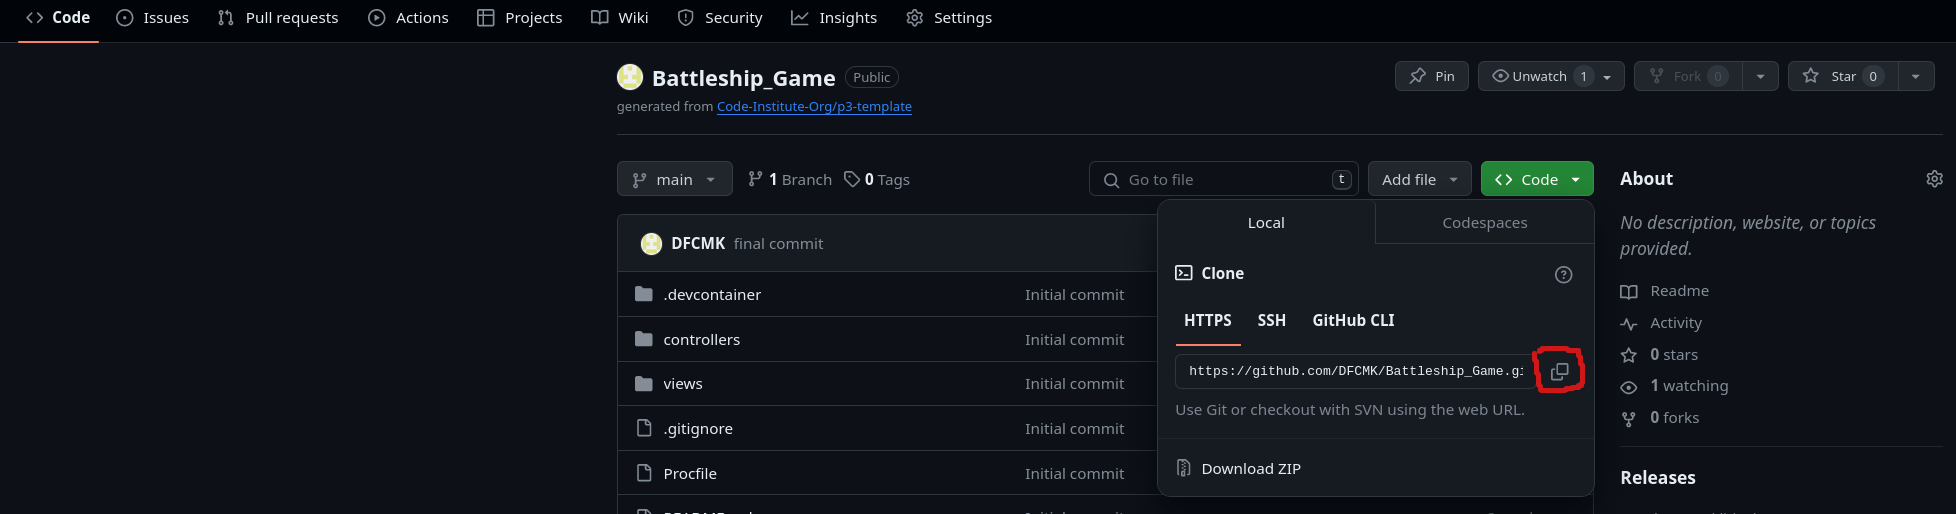 Code Issues Pull requests Actions Projects Wiki Security Insights Settings
Battleship_Game Public
Pin Unwatch 1 Fork 0 Star 0
generated from Code-Institute-Org/p3-template
main 1 Branch 0 Tags Go to file t Add file Code
DFCMK final commit
.devcontainer Initial commit
controllers Initial commit
views Initial commit
.gitignore Initial commit
Procfile Initial commit
Local Codespaces
Clone
HTTPS SSH GitHub CLI
https://github.com/DFCMK/Battleship_Game.gi
Use Git or checkout with SVN using the web URL.
Download ZIP
About
No description, website, or topics
provided.
Readme
Activity
0 stars
1 watching
0 forks
Releases